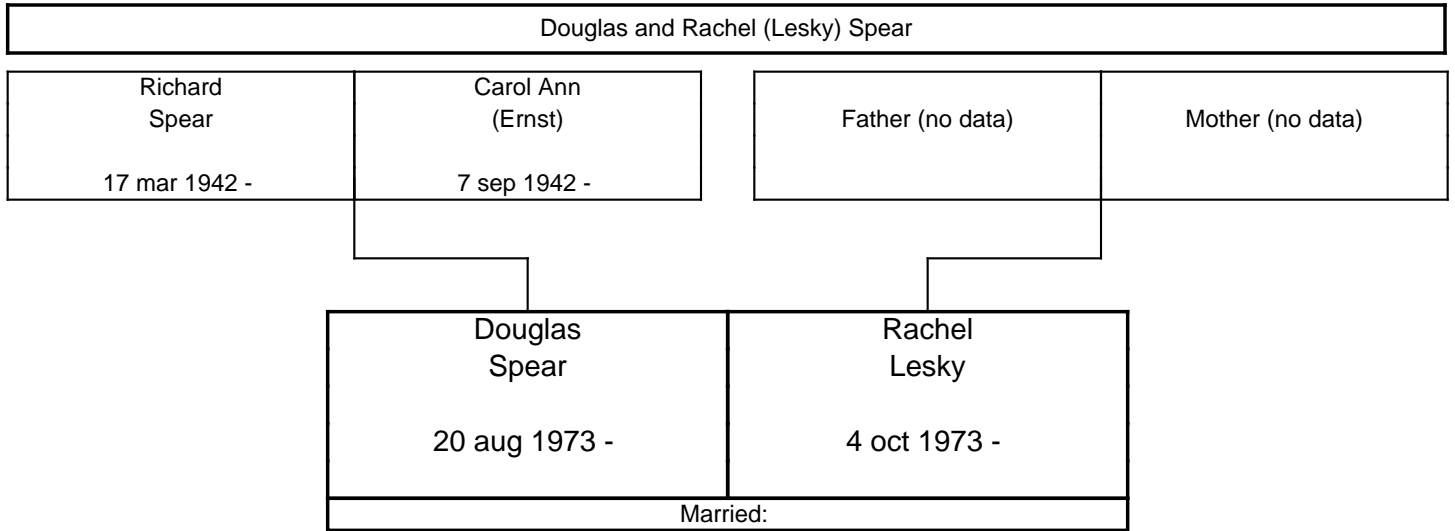 Douglas and Rachel (Lesky) Spear
Richard
Spear
17 mar 1942 -
Carol Ann
(Ernst)
7 sep 1942 -
Father (no data)
Mother (no data)
Douglas
Spear
20 aug 1973 -
Rachel
Lesky
4 oct 1973 -
Married: